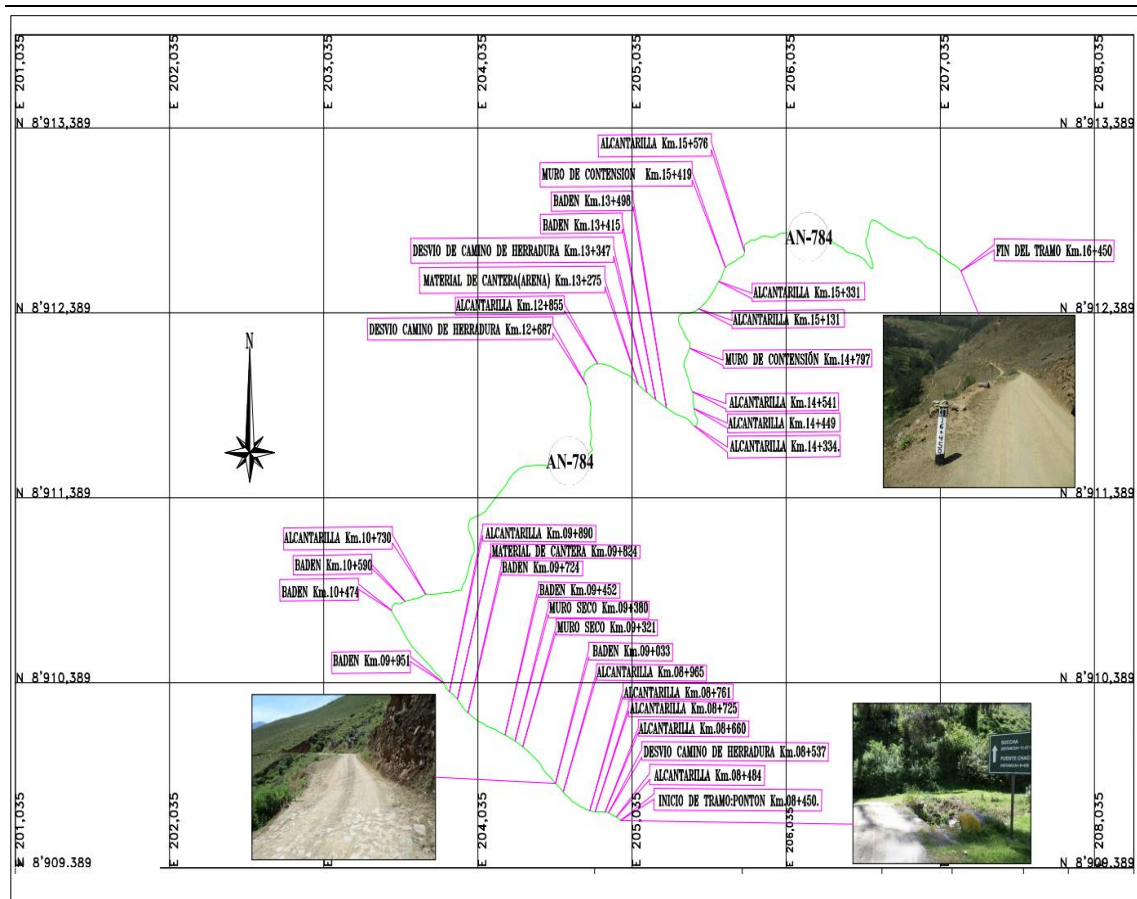 E 201,035
E 202,035
E 203,035
E 204,035
E 205,035
E 206,035
E 207,035
E 208,035
N 8'913,389
N 8'913,389
ALCANTARILLA Km.15+576
MURO DE CONTENSION Km.15+419
BADEN Km.13+498
BADEN Km.13+415
DESVIO DE CAMINO DE HERRADURA Km.13+347
MATERIAL DE CANTERA(ARENA) Km.13+275
ALCANTARILLA Km.12+855
DESVIO CAMINO DE HERRADURA Km.12+687
AN-784
FIN DEL TRAMO Km.16+450
ALCANTARILLA Km.15+331
N 8'912,389
N 8'912,389
ALCANTARILLA Km.15+131
MURO DE CONTENSIÓN Km.14+797
ALCANTARILLA Km.14+541
ALCANTARILLA Km.14+449
ALCANTARILLA Km.14+334.
N
AN-784
N 8'911,389
N 8'911,389
ALCANTARILLA Km.10+730
BADEN Km.10+590
BADEN Km.10+474
BADEN Km.09+951
ALCANTARILLA Km.09+890
MATERIAL DE CANTERA Km.09+824
BADEN Km.09+724
BADEN Km.09+452
MURO SECO Km.09+380
MURO SECO Km.09+321
BADEN Km.09+033
ALCANTARILLA Km.08+965
N 8'910,389
N 8'910,389
ALCANTARILLA Km.08+761
ALCANTARILLA Km.08+725
ALCANTARILLA Km.08+660
DESVIO CAMINO DE HERRADURA Km.08+537
ALCANTARILLA Km.08+484
INICIO DE TRAMO:PONTON Km.08+450.
E 201,035
E 202,035
E 204,035
E 205,035
E 206,035
E 208,035
N 8'909.389
N 8'909.389